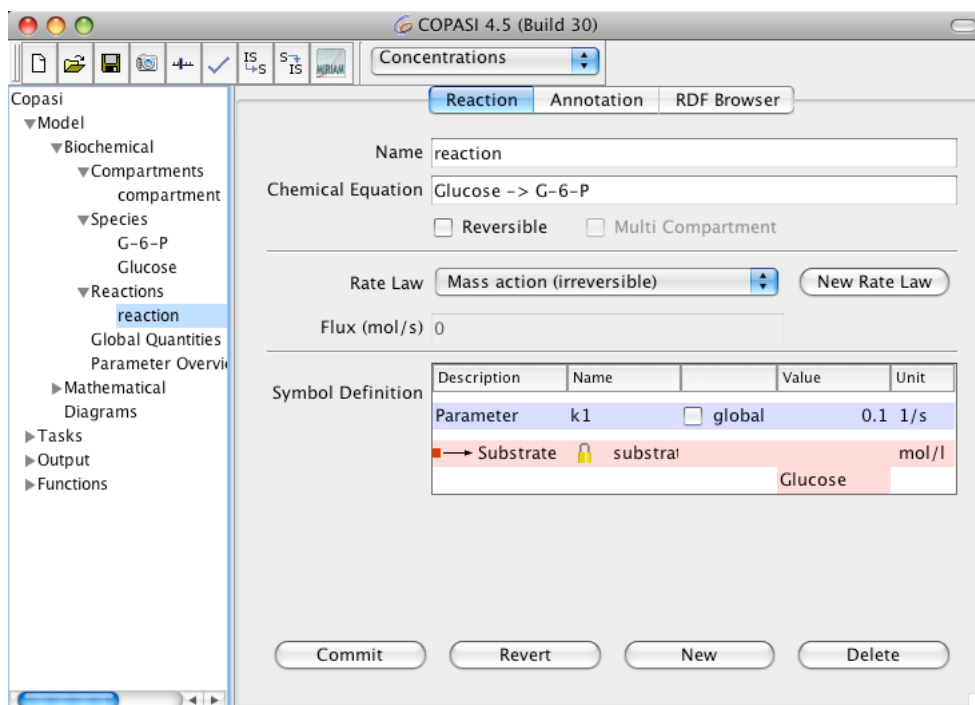 COPASI 4.5 (Build 30)
IS S S IS MIRIAM Concentrations
Copasi
Model
Biochemical
Compartments
compartment
Species
G-6-P
Glucose
Reactions
reaction
Global Quantities
Parameter Overvi
Mathematical
Diagrams
Tasks
Output
Functions
Reaction Annotation RDF Browser
Name reaction
Chemical Equation Glucose -> G-6-P
Reversible Multi Compartment
Rate Law Mass action (irreversible) New Rate Law
Flux (mol/s) 0
Symbol Definition
Description Name Value Unit
Parameter k1 global 0.1 1/s
Substrate substrat mol/l
Glucose
Commit Revert New Delete